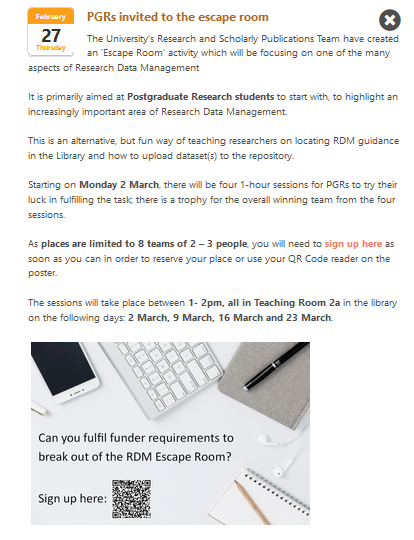 February
27
Thursday
PGRs invited to the escape room
The University's Research and Scholarly Publications Team have created
an 'Escape Room' activity which will be focusing on one of the many
aspects of Research Data Management
It is primarily aimed at Postgraduate Research students to start with, to highlight an
increasingly important area of Research Data Management.
This is an alternative, but fun way of teaching researchers on locating RDM guidance
in the Library and how to upload dataset(s) to the repository.
Starting on Monday 2 March, there will be four 1-hour sessions for PGRs to try their
luck in fulfilling the task; there is a trophy for the overall winning team from the four
sessions.
As places are limited to 8 teams of 2 – 3 people, you will need to sign up here as
soon as you can in order to reserve your place or use your QR Code reader on the
poster.
The sessions will take place between 1- 2pm, all in Teaching Room 2a in the library
on the following days: 2 March, 9 March, 16 March and 23 March.
Can you fulfil funder requirements to
break out of the RDM Escape Room?
Sign up here: